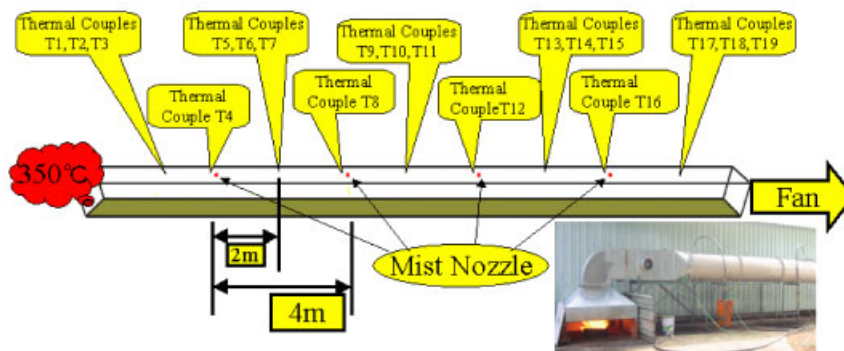 Thermal Couples
T1,T2,T3
Thermal Couples
T5, T6, T7
Thermal Couples
T9,T10,T11
Thermal Couples
T13,T14,T15
Thermal Couples
T17,T18,T19
Thermal
Couple T4
Thermal
Couple T8
Thermal
CoupleT12
Thermal
Couple T16
350℃
Fan
2m
Mist Nozzle
4m